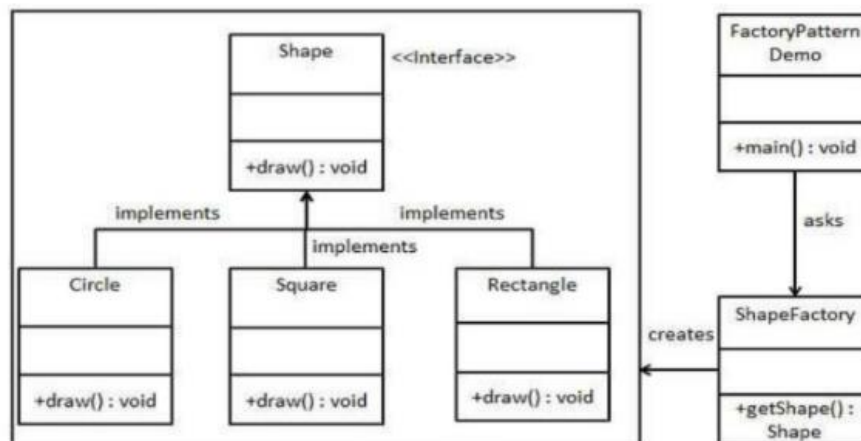 Shape
<<Interface>>
+draw() : void
implements
implements
implements
Circle
+draw() : void
Square
+draw() : void
Rectangle
+draw() : void
FactoryPattern
Demo
+main() : void
asks
ShapeFactory
+getShape() :
Shape
creates